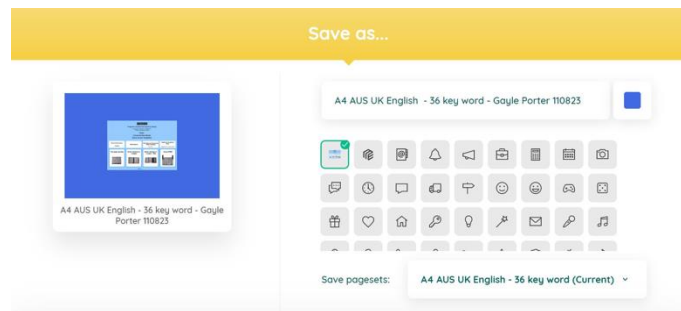 Save as...
A4 AUS UK English - 36 key word - Gayle Porter 110823
A4 AUS UK English - 36 key word - Gayle
Porter 110823
Save pagesets:
A4 AUS UK English - 36 key word (Current)